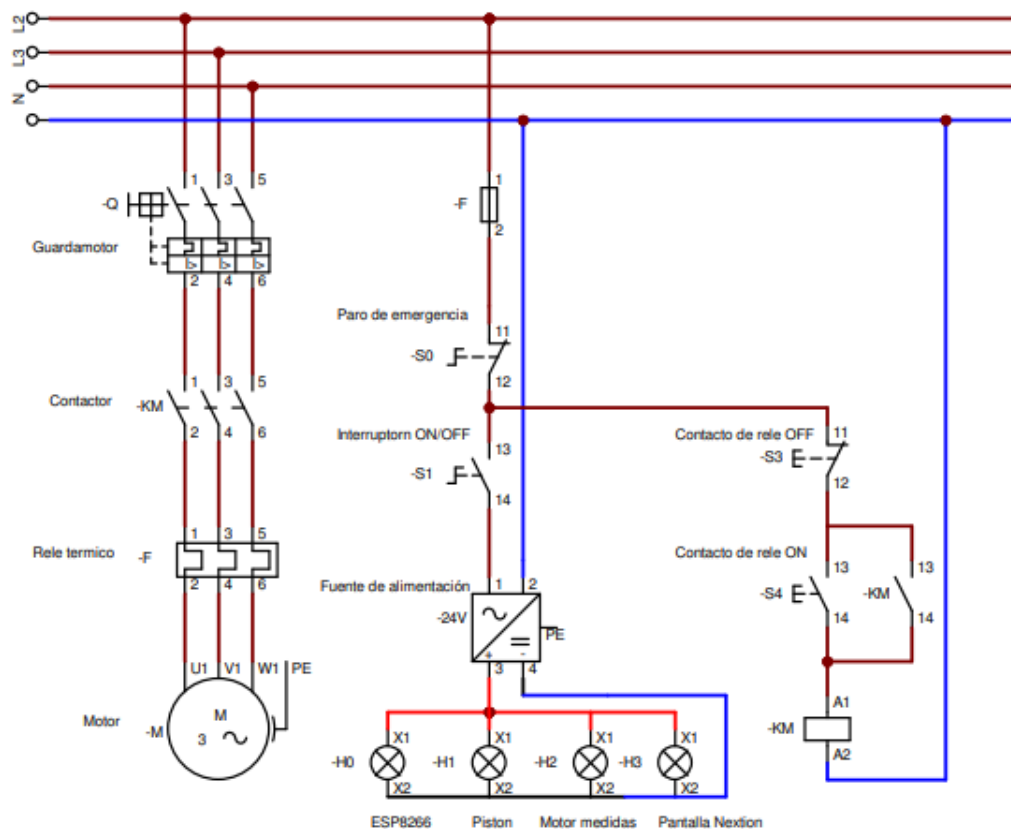 L2
L3
N
1 3 5
-Q
Guardamotor
I> I> I>
2 4 6
1
-F
2
Paro de emergencia
11
-S0
12
1 3 5
Contactor
-KM
2 4 6
Interruptorn ON/OFF
13
-S1
14
Contacto de rele OFF
11
-S3
12
1 3 5
Rele termico
-F
2 4 6
Contacto de rele ON
13
-S4
14
13
-KM
14
Fuente de alimentación
1 2
-24V
PE
+ -
3 4
U1 V1 W1 PE
Motor
-M
M
3
A1
-KM
A2
X1 X1 X1 X1
-H0 -H1 -H2 -H3
X2 X2 X2 X2
ESP8266 Piston Motor medidas Pantalla Nextion